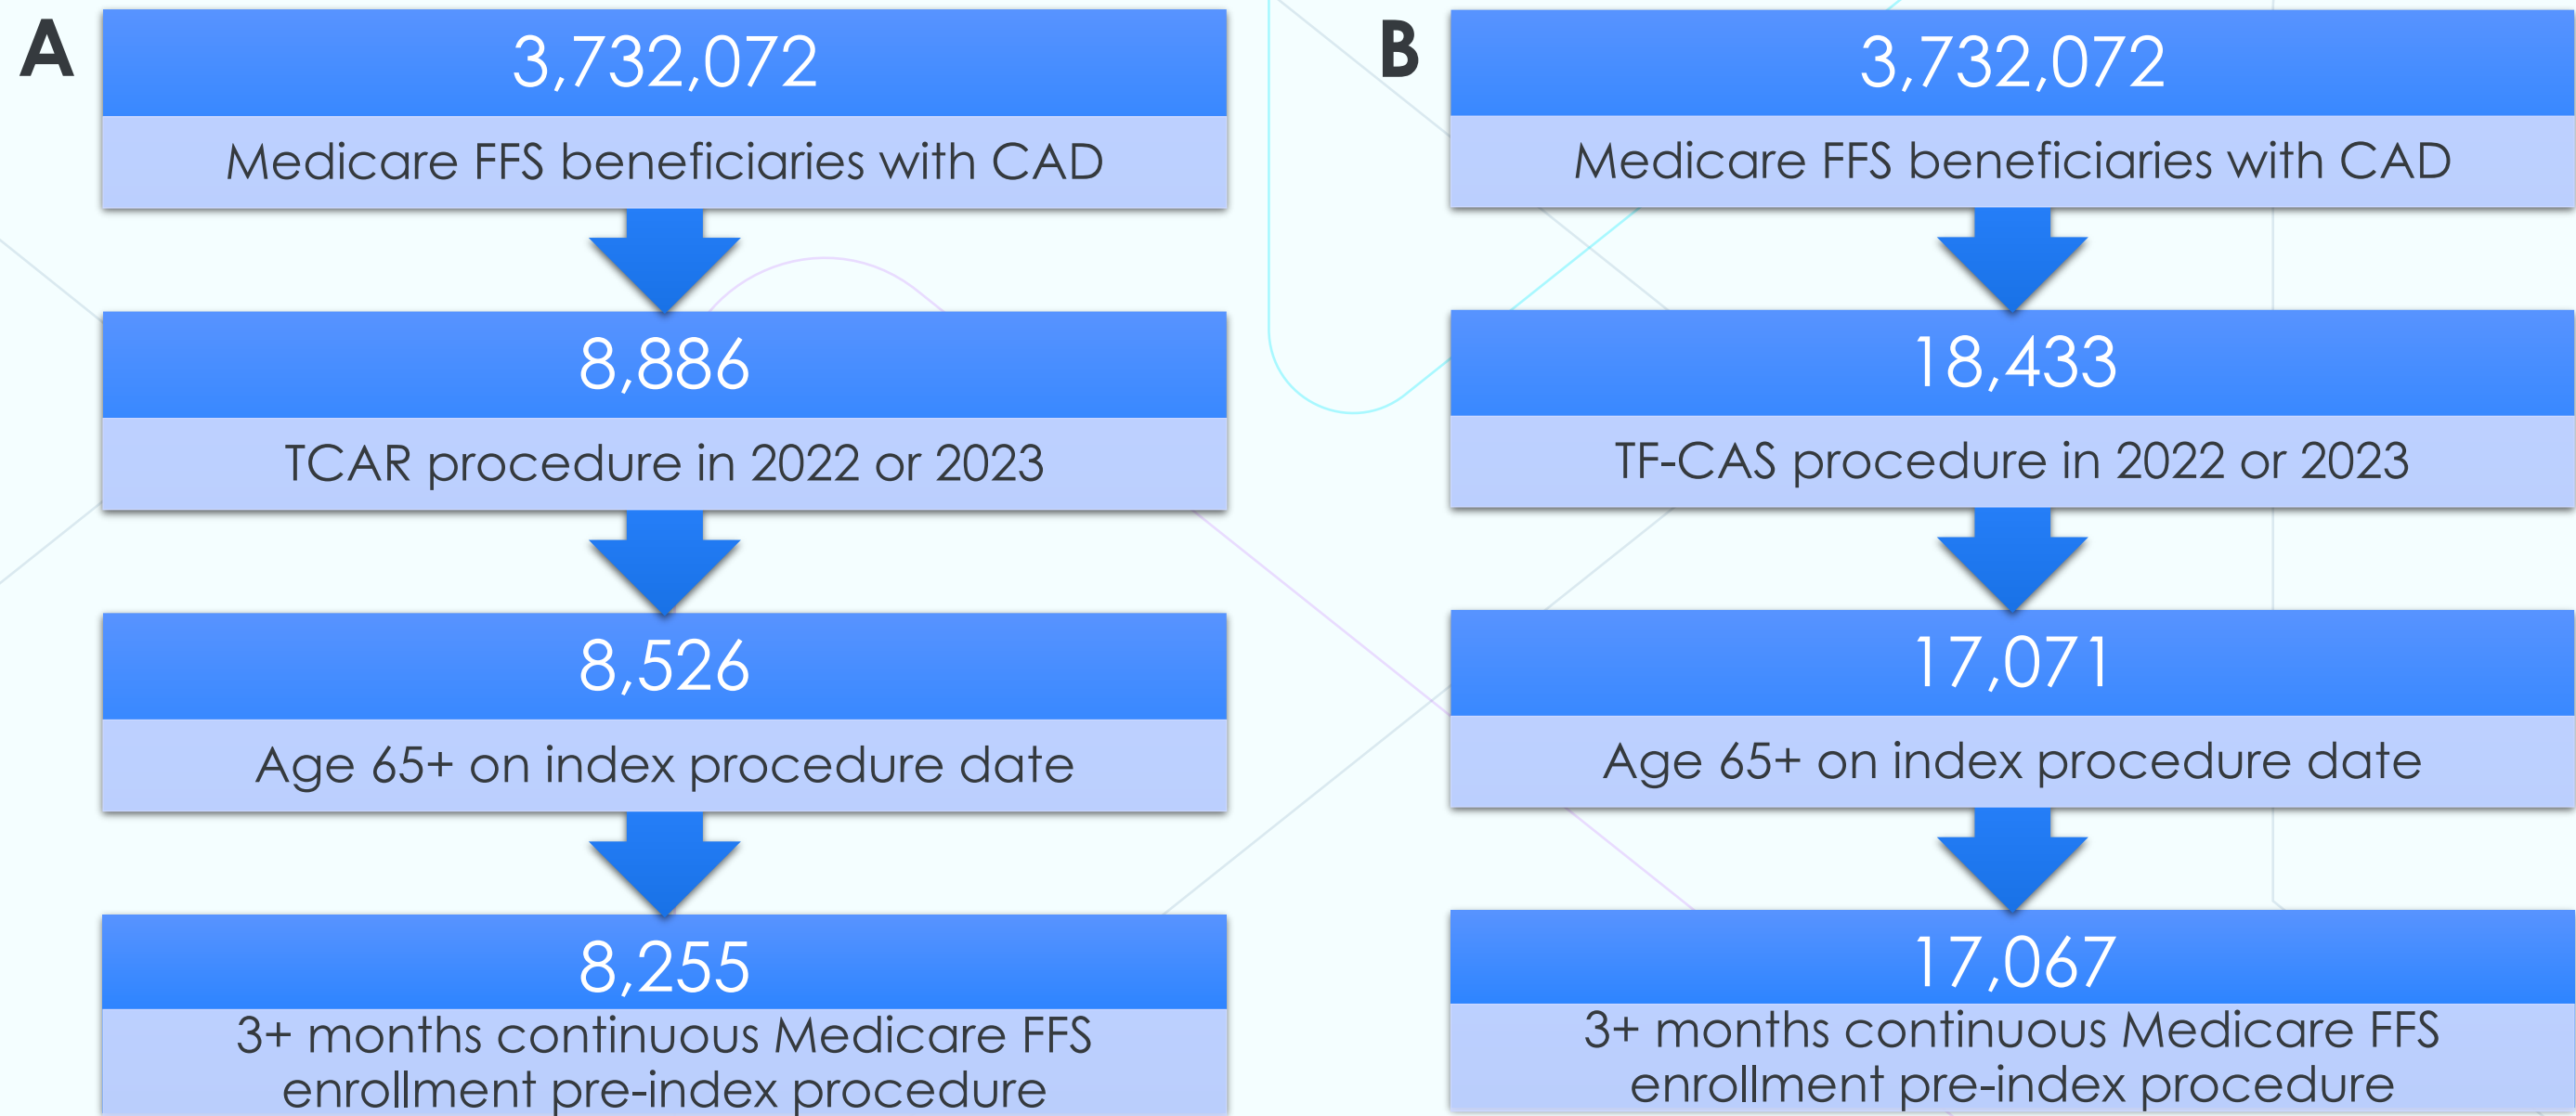 A
3,732,072
Medicare FFS beneficiaries with CAD
8,886
TCAR procedure in 2022 or 2023
8,526
Age 65+ on index procedure date
8,255
3+ months continuous Medicare FFS
enrollment pre-index procedure
B
3,732,072
Medicare FFS beneficiaries with CAD
18,433
TF-CAS procedure in 2022 or 2023
17,071
Age 65+ on index procedure date
17,067
3+ months continuous Medicare FFS
enrollment pre-index procedure